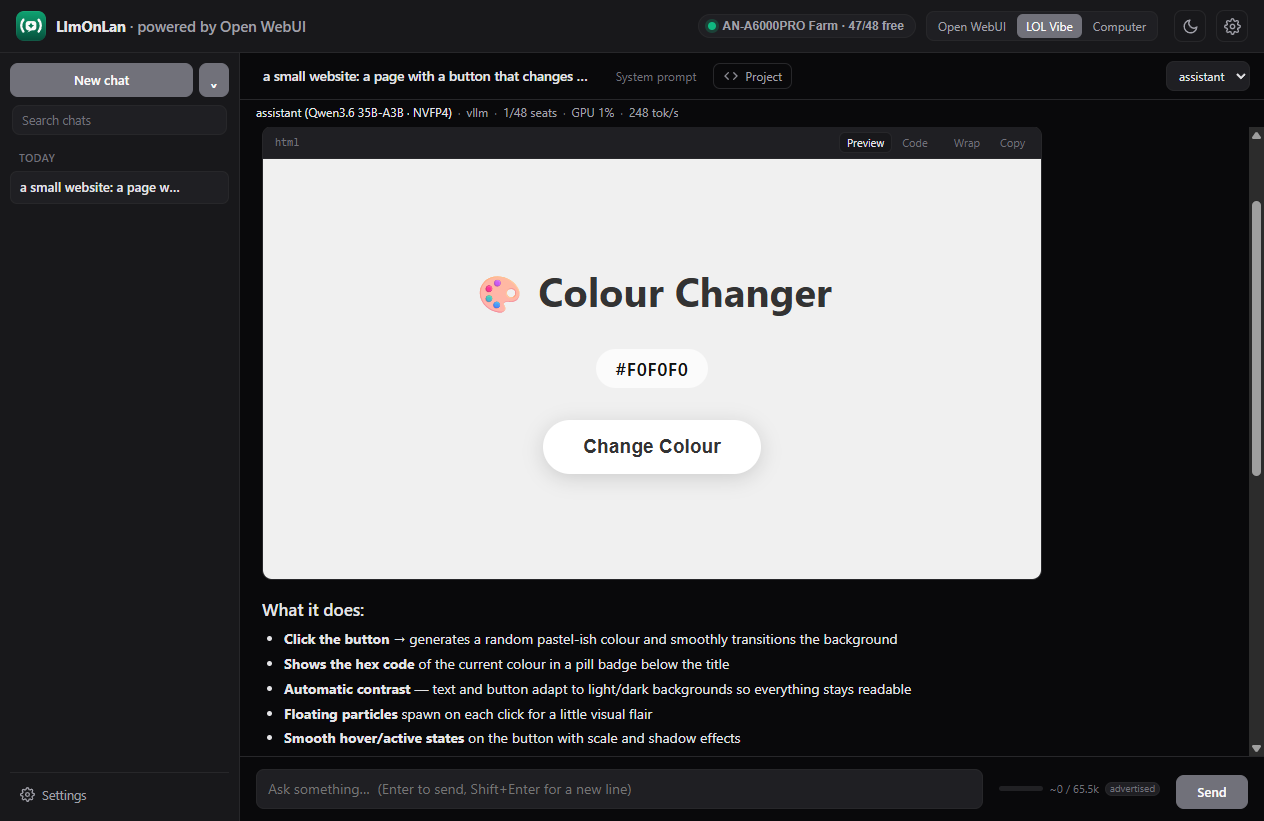 LlmOnLan · powered by Open WebUI
AN-A6000PRO Farm · 47/48 free
Open WebUI LOL Vibe Computer
New chat
a small website: a page with a button that changes ...
System prompt
<> Project
assistant
Search chats
assistant (Qwen3.6 35B-A3B · NVFP4) · vllm · 1/48 seats · GPU 1% · 248 tok/s
TODAY
a small website: a page w...
html
Preview Code Wrap Copy
Colour Changer
#F0F0F0
Change Colour
What it does:
• Click the button → generates a random pastel-ish colour and smoothly transitions the background
• Shows the hex code of the current colour in a pill badge below the title
• Automatic contrast — text and button adapt to light/dark backgrounds so everything stays readable
• Floating particles spawn on each click for a little visual flair
• Smooth hover/active states on the button with scale and shadow effects
Settings
Ask something... (Enter to send, Shift+Enter for a new line)
~0 / 65.5k advertised
Send